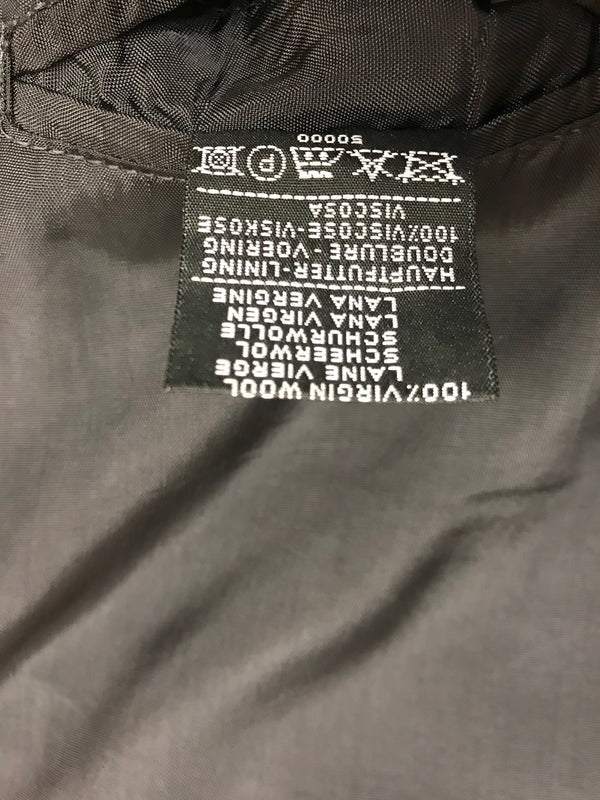 100% VIRGIN WOOL
LAINE VIERGE
SCHEERWOL
SCHURWOLLE
LANA VIRGEN
LANA VERGINE
HAUPTFUTTER-LINING
DOUBLURE - VOERING
100%VISCOSE-VISKOSE
VISCOSA
P
50000